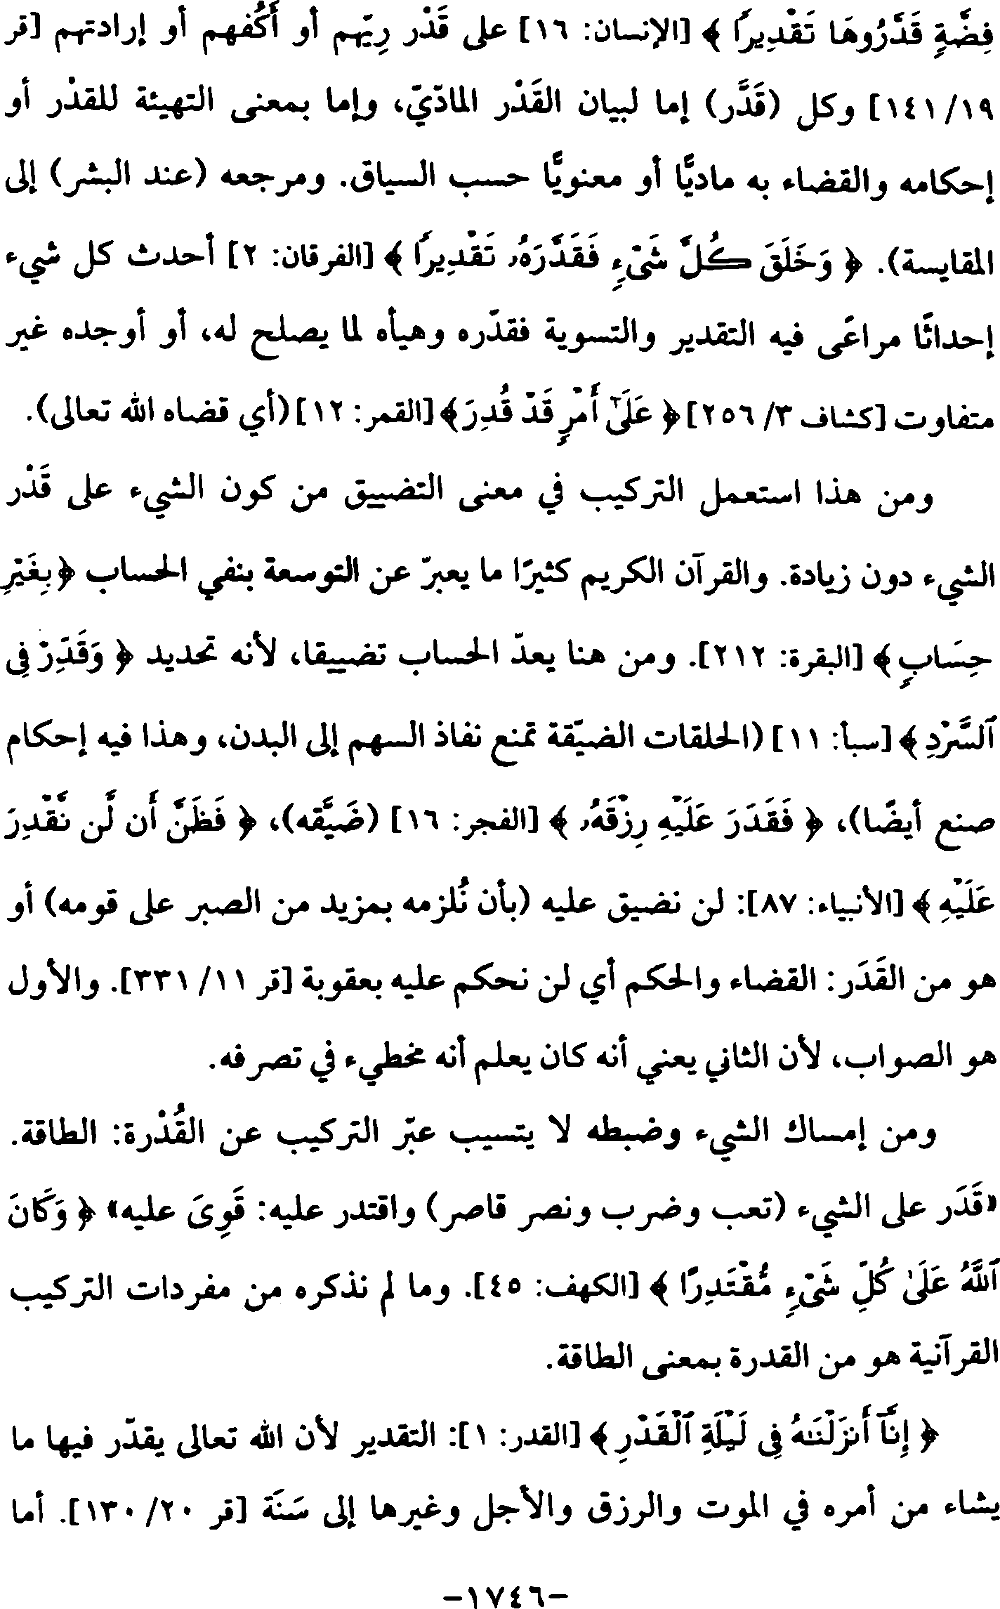 فِضَّةٍ قَدَّرُوهَا تَقْدِيرًا ﴾ [الإنسان: ١٦] على قَدْر رِيّهم أو أَكُفهم أو إرادتهم [قر
١٩/ ١٤١] وكل (قَدَّر) إما لبيان القَدْر المادّيّ، وإما بمعنى التهيئة للقدْر أو
إحكامه والقضاء به ماديًّا أو معنويًّا حسب السياق. ومرجعه (عند البشر) إلى
المقايسة). ﴿ وَخَلَقَ كُلَّ شَىْءٍ فَقَدَّرَهُۥ تَقْدِيرًا ﴾ [الفرقان: ٢] أحدث كل شيء
إحداثًا مراعًى فيه التقدير والتسوية فقدّره وهيأه لما يصلح له، أو أوجده غير
متفاوت [كشاف ٣/ ٢٥٦] ﴿ عَلَىٰٓ أَمْرٍ قَدْ قُدِرَ ﴾ [القمر: ١٢] (أي قضاه الله تعالى).
ومن هذا استعمل التركيب في معنى التضييق من كون الشيء على قَدْر
الشيء دون زيادة. والقرآن الكريم كثيرًا ما يعبرّ عن التوسعة بنفي الحساب ﴿ بِغَيْرِ
حِسَابٍ ﴾ [البقرة: ٢١٢]. ومن هنا يعدّ الحساب تضييقا، لأنه تحديد ﴿ وَقَدِّرْ فِى
ٱلسَّرْدِ ﴾ [سبأ: ١١] (الحلقات الضيّقة تمنع نفاذ السهم إلى البدن، وهذا فيه إحكام
صنع أيضًا)، ﴿ فَقَدَرَ عَلَيْهِ رِزْقَهُۥ ﴾ [الفجر: ١٦] (ضَيَّقه)، ﴿ فَظَنَّ أَن لَّن نَّقْدِرَ
عَلَيْهِ ﴾ [الأنبياء: ٨٧]: لن نضيق عليه (بأن نُلزمه بمزيد من الصبر على قومه) أو
هو من القَدَر: القضاء والحكم أي لن نحكم عليه بعقوبة [قر ١١/ ٣٣١]. والأول
هو الصواب، لأن الثاني يعني أنه كان يعلم أنه مخطيء في تصرفه.
ومن إمساك الشيء وضبطه لا يتسيب عبّر التركيب عن القُدْرة: الطاقة.
«قَدَر على الشيء (تعب وضرب ونصر قاصر) واقتدر عليه: قَوِىَ عليه» ﴿ وَكَانَ
ٱللَّهُ عَلَىٰ كُلِّ شَىْءٍ مُّقْتَدِرًا ﴾ [الكهف: ٤٥]. وما لم نذكره من مفردات التركيب
القرآنية هو من القدرة بمعنى الطاقة.
﴿ إِنَّآ أَنزَلْنَـٰهُ فِى لَيْلَةِ ٱلْقَدْرِ ﴾ [القدر: ١]: التقدير لأن الله تعالى يقدّر فيها ما
يشاء من أمره في الموت والرزق والأجل وغيرها إلى سَنَة [قر ٢٠/ ١٣٠]. أما
-١٧٤٦-